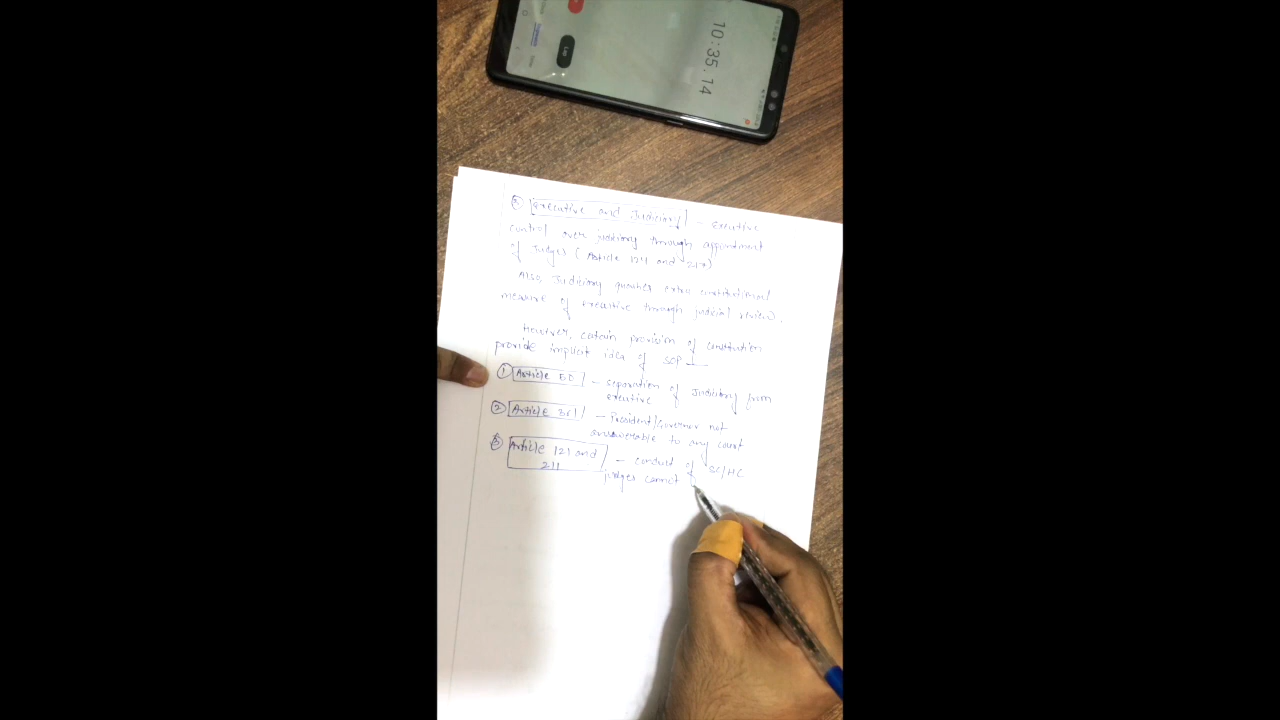 10:35.14
Lap
③ Executive and Judiciary – Executive
control over judiciary through appointment
of Judges (Article 124 and 217)
Also, Judiciary quashes extra constitutional
measure of executive through judicial review.
However, certain provision of constitution
provide implicit idea of SOP –
① Article 50 – separation of Judiciary from
executive
② Article 361 – President/Governor not
answerable to any court
③ Article 121 and
211 – conduct of SC/HC
judges cannot